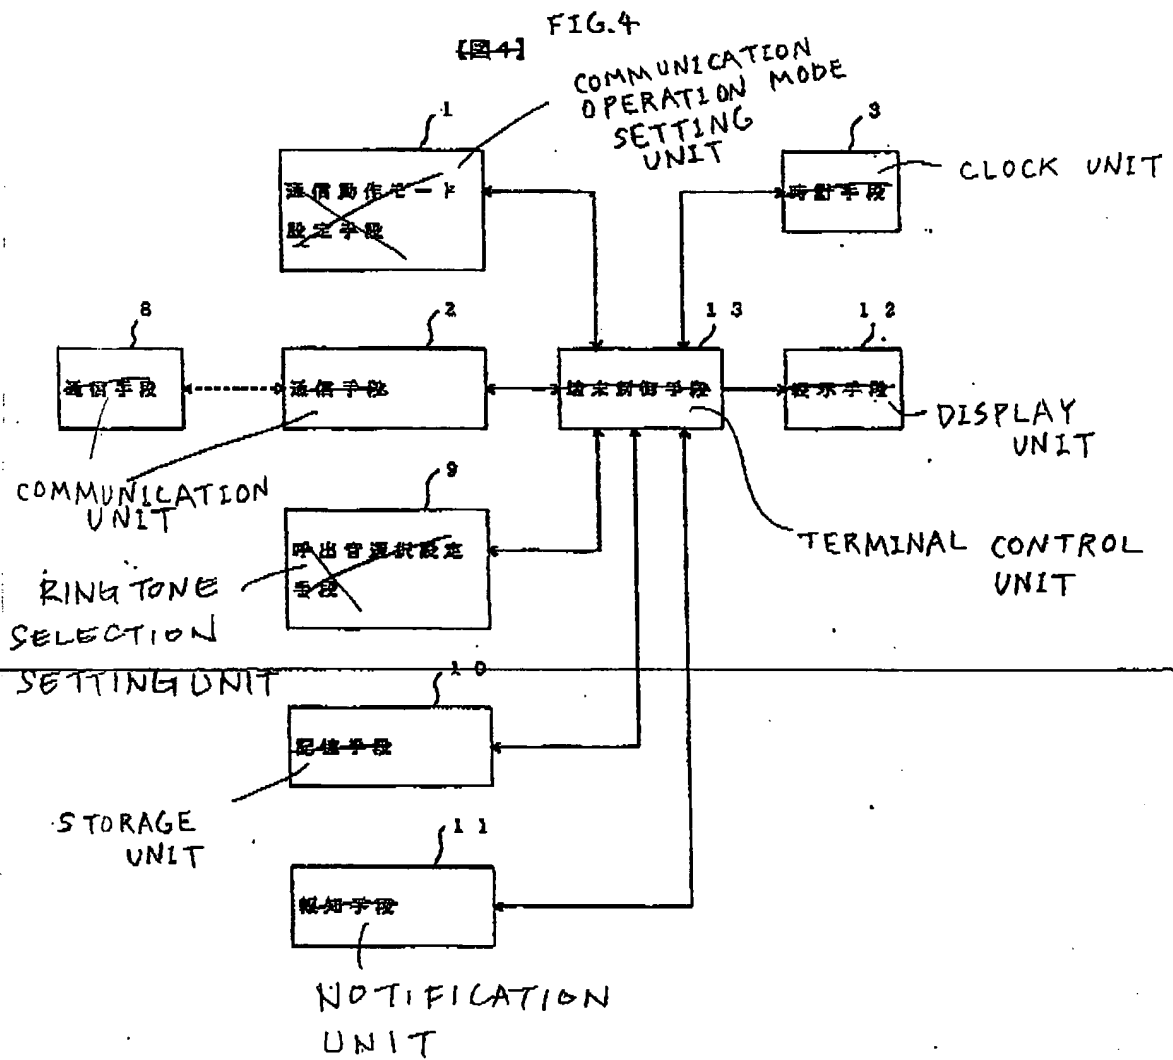 FIG.4
【図4】
COMMUNICATION
OPERATION MODE
SETTING
UNIT
1
3
通信動作モード
設定手段
時計手段
CLOCK UNIT
8
2
13
12
通信手段
通信手段
端末制御手段
表示手段
DISPLAY
UNIT
COMMUNICATION
UNIT
9
呼出音選択設定
手段
TERMINAL CONTROL
UNIT
RING TONE
SELECTION
SETTING UNIT
10
記憶手段
STORAGE
UNIT
11
報知手段
NOTIFICATION
UNIT